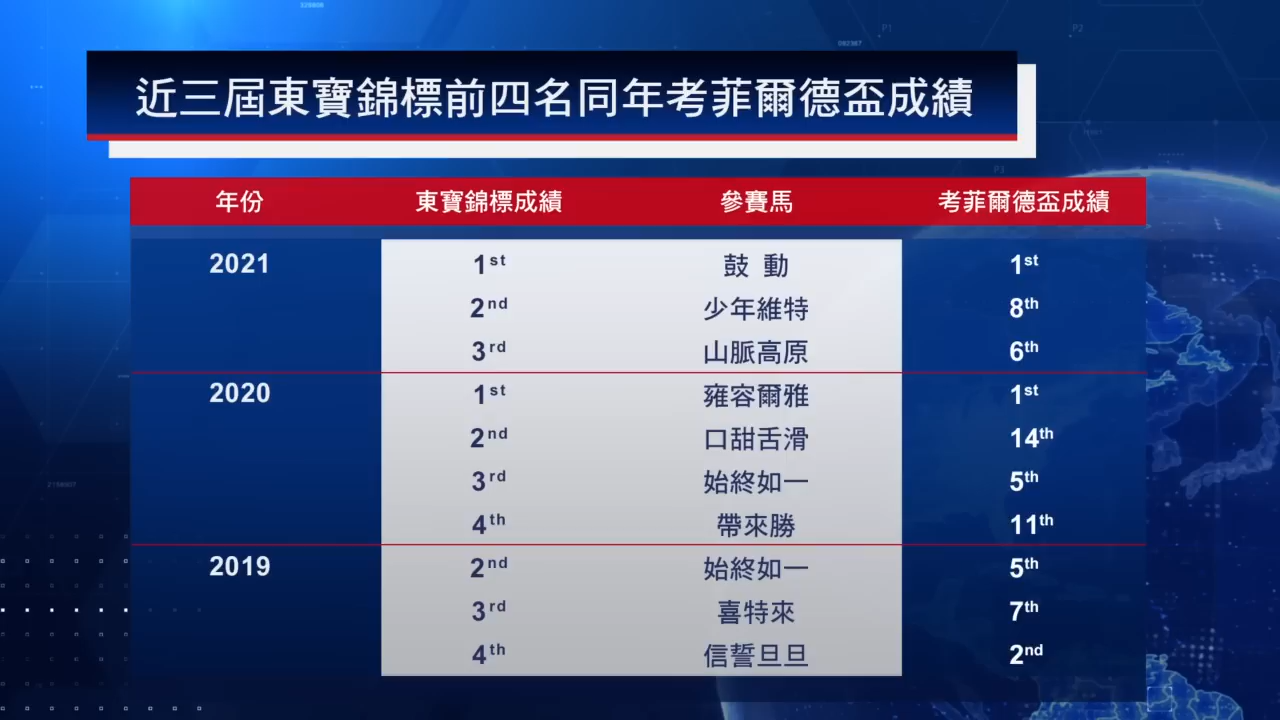 近三屆東寶錦標前四名同年考菲爾德盃成績
年份 東寶錦標成績 參賽馬 考菲爾德盃成績
2021 1st 鼓動 1st
2nd 少年維特 8th
3rd 山脈高原 6th
2020 1st 雍容爾雅 1st
2nd 口甜舌滑 14th
3rd 始終如一 5th
4th 帶來勝 11th
2019 2nd 始終如一 5th
3rd 喜特來 7th
4th 信誓旦旦 2nd